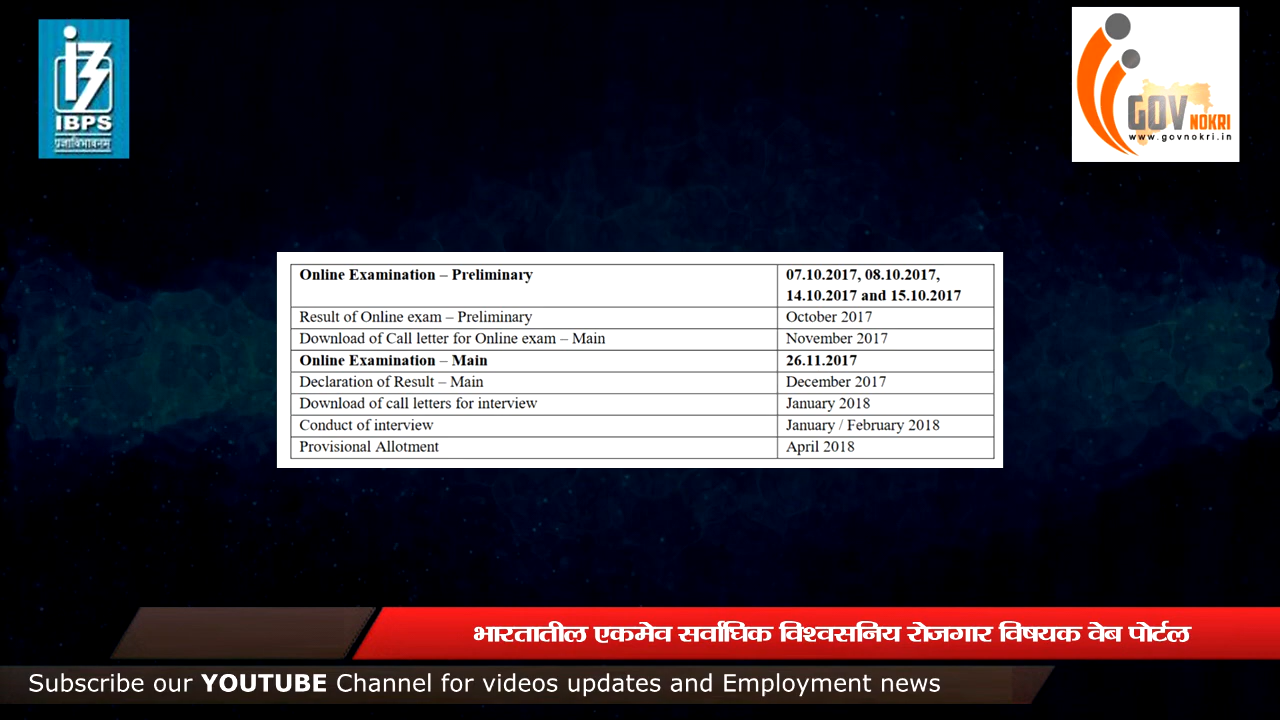 IBPS
GOV NOKRI
www.govnokri.in
Online Examination – Preliminary
07.10.2017, 08.10.2017,
14.10.2017 and 15.10.2017
Result of Online exam – Preliminary
October 2017
Download of Call letter for Online exam – Main
November 2017
Online Examination – Main
26.11.2017
Declaration of Result – Main
December 2017
Download of call letters for interview
January 2018
Conduct of interview
January / February 2018
Provisional Allotment
April 2018
भारतातील एकमेव सर्वाधिक विश्वसनिय रोजगार विषयक वेब पोर्टल
Subscribe our YOUTUBE Channel for videos updates and Employment news